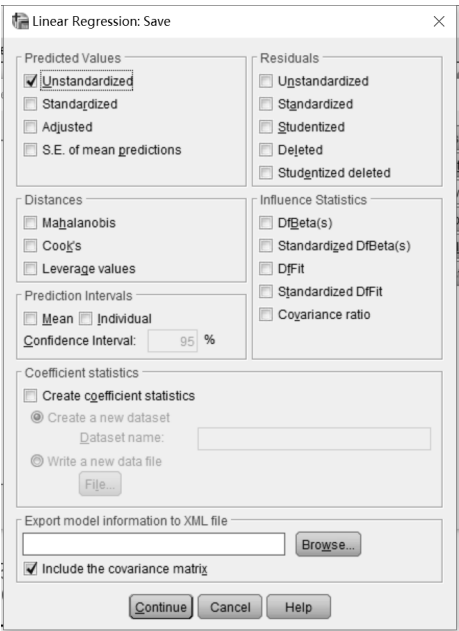 Linear Regression: Save
Predicted Values
Unstandardized
Standardized
Adjusted
S.E. of mean predictions
Residuals
Unstandardized
Standardized
Studentized
Deleted
Studentized deleted
Distances
Mahalanobis
Cook's
Leverage values
Influence Statistics
DfBeta(s)
Standardized DfBeta(s)
DfFit
Standardized DfFit
Covariance ratio
Prediction Intervals
Mean Individual
Confidence Interval: 95 %
Coefficient statistics
Create coefficient statistics
Create a new dataset
Dataset name:
Write a new data file
File...
Export model information to XML file
Browse...
Include the covariance matrix
Continue Cancel Help